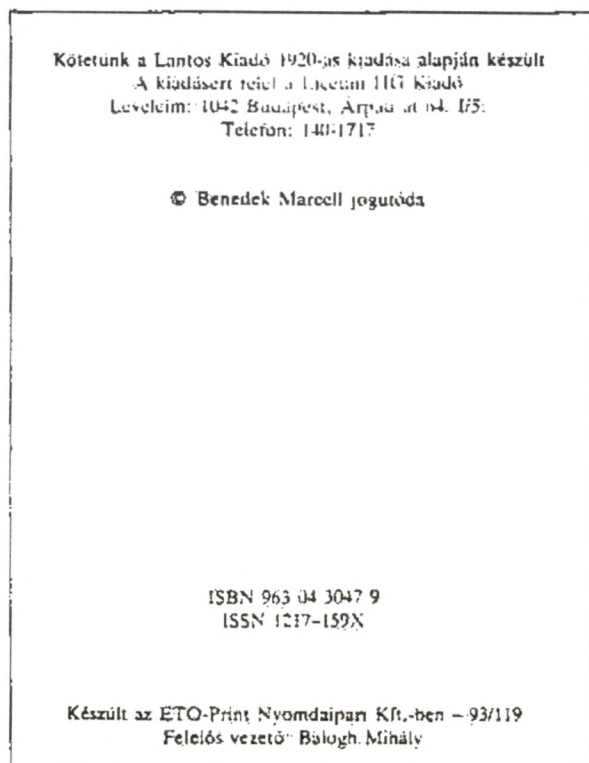 Kötetünk a Lantos Kiadó 1920-as kiadása alapján készült
A kiadásért felel a Liceum Kiadó
Leveleim: 1042 Budapest, Árpád út 64. I/5.
Telefon: 140-1717
© Benedek Marcell jogutóda
ISBN 963 04 3047 9
ISSN 1217-159X
Készült az ETO-Print Nyomdaipari Kft.-ben – 93/119
Felelős vezető: Balogh Mihály